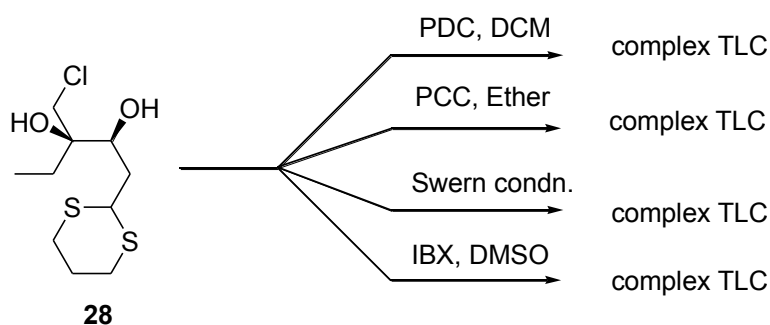 PDC, DCM
complex TLC
Cl
HO
OH
PCC, Ether
complex TLC
S
S
Swern condn.
complex TLC
IBX, DMSO
complex TLC
28